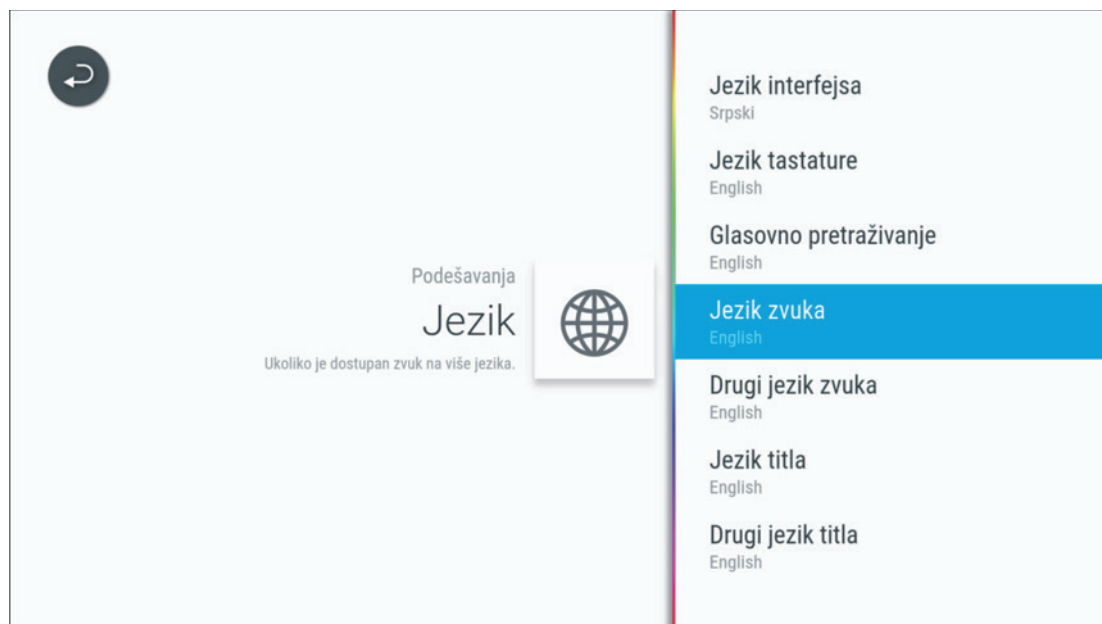 Podešavanja
Jezik
Ukoliko je dostupan zvuk na više jezika.
Jezik interfejsa
Srpski
Jezik tastature
English
Glasovno pretraživanje
English
Jezik zvuka
English
Drugi jezik zvuka
English
Jezik titla
English
Drugi jezik titla
English